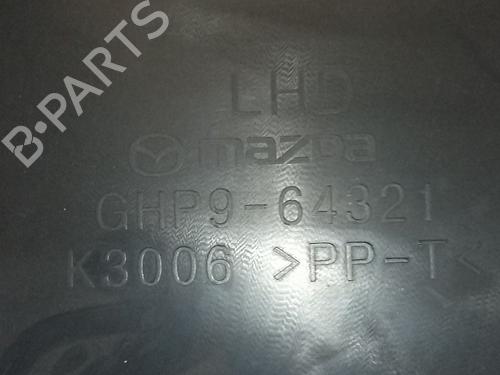 B-PARTS
LHD
mazda
GHP9-64321
K3006 >PP-T<